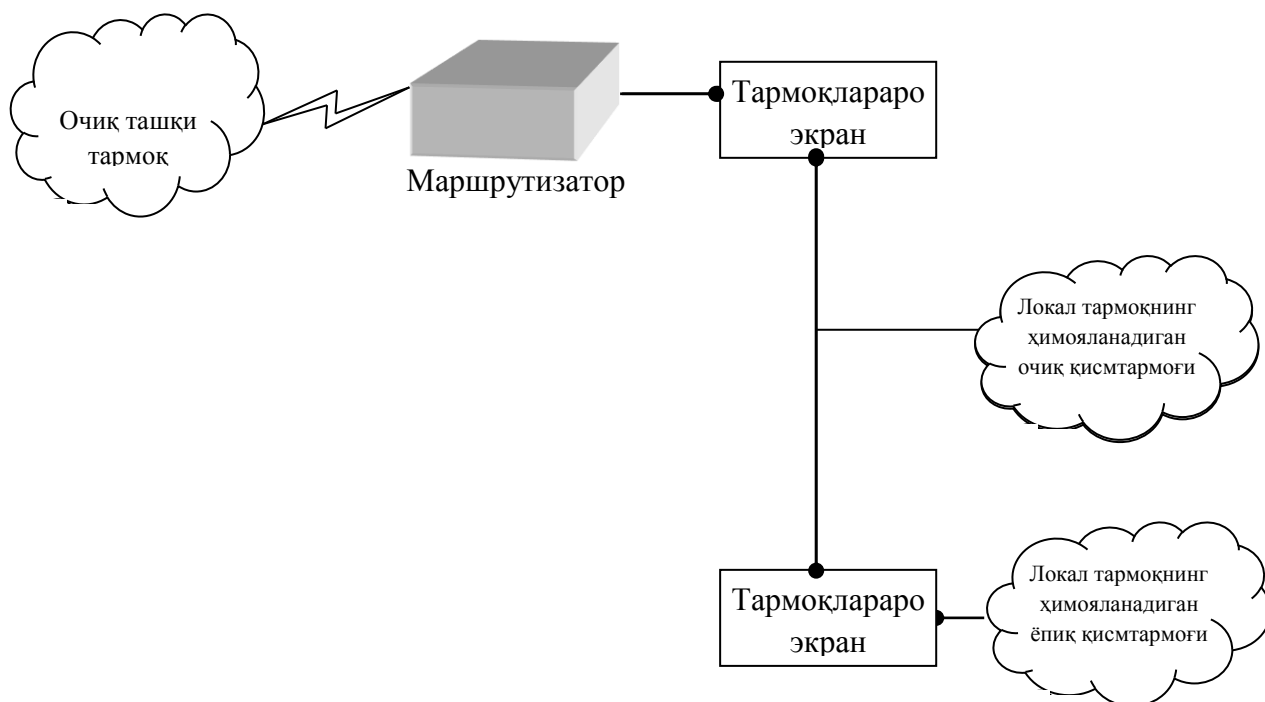 Очиқ ташқи
тармоқ
Маршрутизатор
Тармоқлараро
экран
Локал тармоқнинг
ҳимояланадиган
очиқ қисмтармоғи
Тармоқлараро
экран
Локал тармоқнинг
ҳимояланадиган
ёпиқ қисмтармоғи